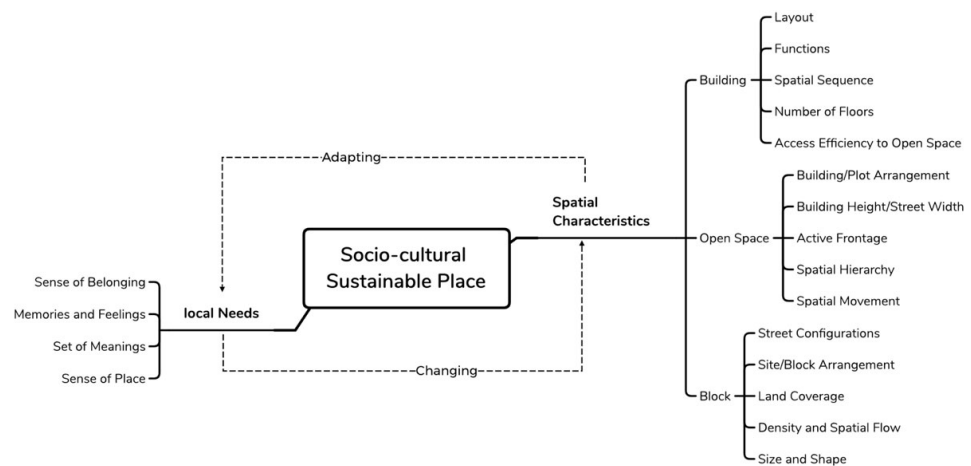 Layout
Functions
Building
Spatial Sequence
Number of Floors
Access Efficiency to Open Space
Adapting
Spatial
Characteristics
Building/Plot Arrangement
Building Height/Street Width
Open Space
Active Frontage
Spatial Hierarchy
Spatial Movement
Socio-cultural
Sustainable Place
Sense of Belonging
Memories and Feelings
local Needs
Set of Meanings
Sense of Place
Changing
Street Configurations
Site/Block Arrangement
Block
Land Coverage
Density and Spatial Flow
Size and Shape